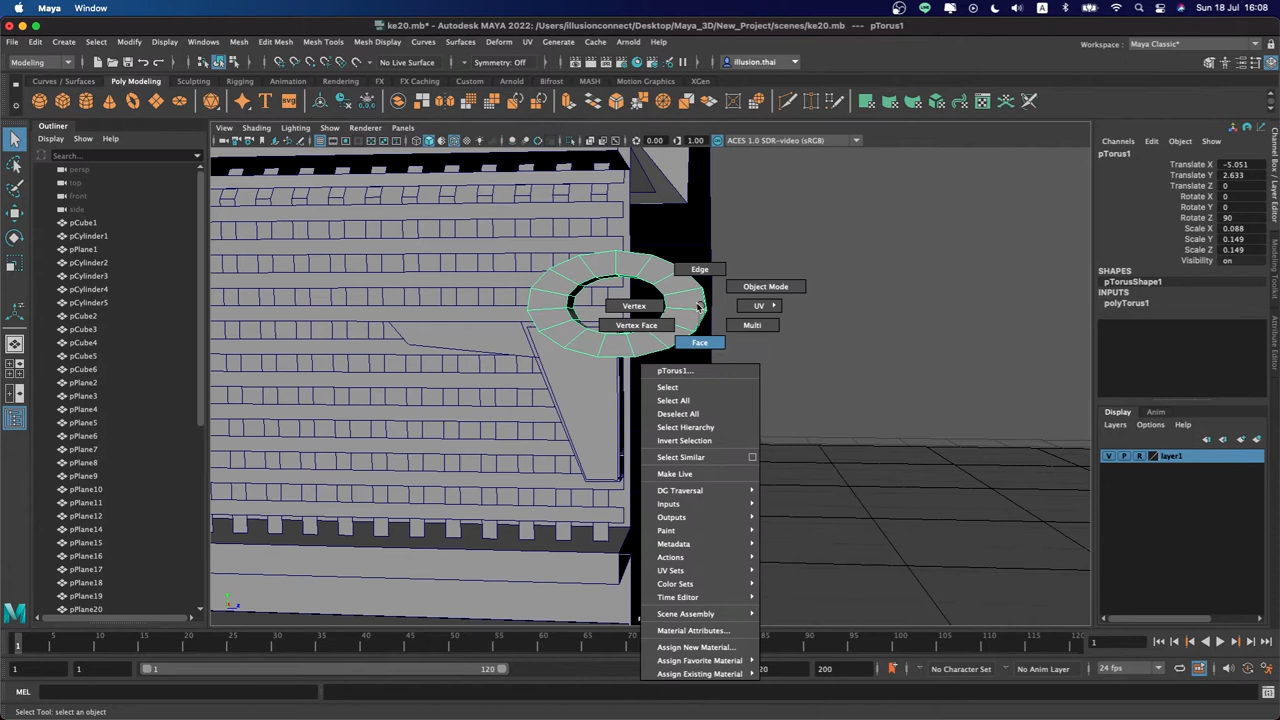 Maya Window
Sun 18 Jul 16:08
ke20.mb* - Autodesk MAYA 2022: /Users/illusionconnect/Desktop/Maya_3D/New_Project/scenes/ke20.mb --- pTorus1
File Edit Create Select Modify Display Windows Mesh Edit Mesh Mesh Tools Mesh Display Curves Surfaces Deform UV Generate Cache Arnold Help
Workspace : Maya Classic*
Modeling
No Live Surface
Symmetry: Off
illusion.thai
Curves / Surfaces Poly Modeling Sculpting Rigging Animation Rendering FX FX Caching Custom Arnold Bifrost MASH Motion Graphics XGen
Outliner
Display Show Help
Search...
persp
top
front
side
pCube1
pCylinder1
pPlane1
pCylinder2
pCylinder3
pCylinder4
pCylinder5
pCube2
pCube3
pCube4
pCube5
pCube6
pPlane2
pPlane3
pPlane4
pPlane5
pPlane6
pPlane7
pPlane8
pPlane9
pPlane10
pPlane11
pPlane12
pPlane14
pPlane15
pPlane16
pPlane17
pPlane18
pPlane19
pPlane20
View Shading Lighting Show Renderer Panels
0.00
1.00
ACES 1.0 SDR-video (sRGB)
Edge
Object Mode
Vertex
UV
Vertex Face
Multi
Face
pTorus1...
Select
Select All
Deselect All
Select Hierarchy
Invert Selection
Select Similar
Make Live
DG Traversal
Inputs
Outputs
Paint
Metadata
Actions
UV Sets
Color Sets
Time Editor
Scene Assembly
Material Attributes...
Assign New Material...
Assign Favorite Material
Assign Existing Material
Channels Edit Object Show
pTorus1
Translate X -5.051
Translate Y 2.633
Translate Z 0
Rotate X 0
Rotate Y 0
Rotate Z 90
Scale X 0.088
Scale Y 0.149
Scale Z 0.149
Visibility on
SHAPES
pTorusShape1
INPUTS
polyTorus1
Display Anim
Layers Options Help
V P R layer1
Channel Box / Layer Editor
Modeling Toolkit
Attribute Editor
5 10 15 20 25 30 35 40 45 50 55 60 65 70 85 90 95 100 105 110 115 120
1
1 1 1 120 200
No Character Set
No Anim Layer
24 fps
MEL
Select Tool: select an object